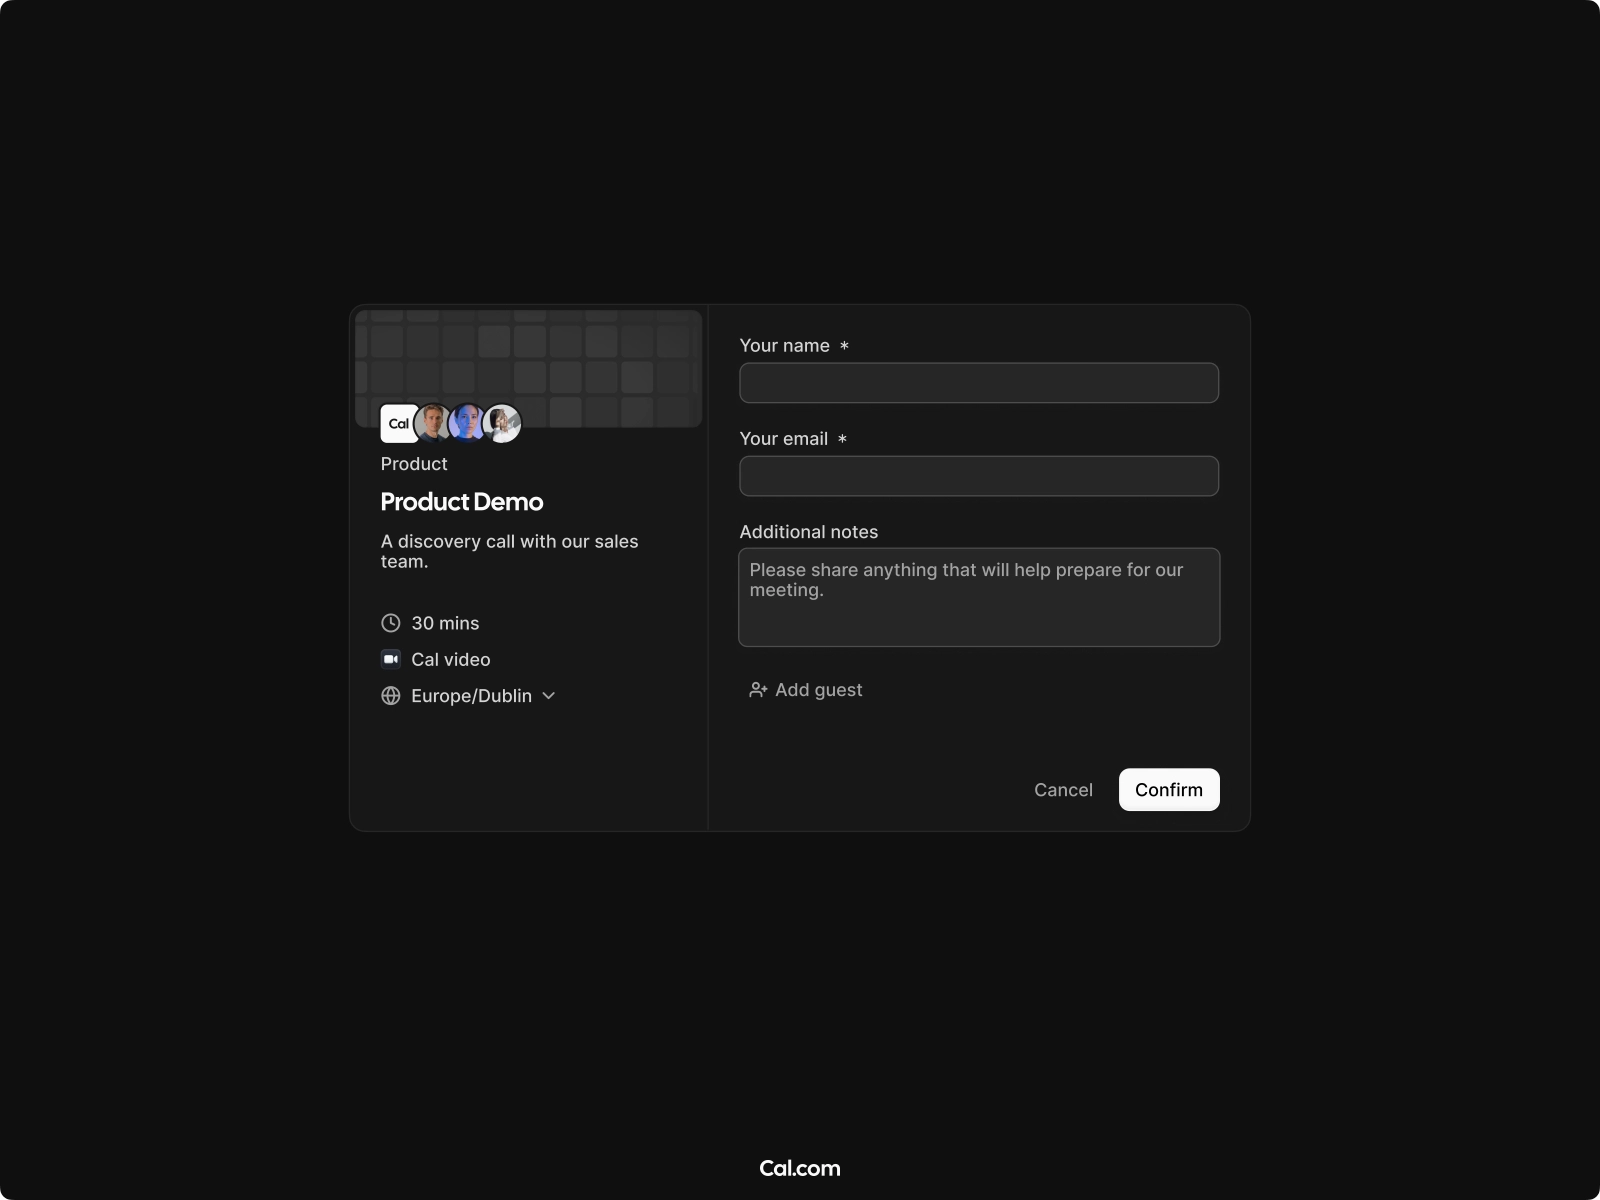 Cal
Product
Product Demo
A discovery call with our sales
team.
30 mins
Cal video
Europe/Dublin
Your name *
Your email *
Additional notes
Please share anything that will help prepare for our
meeting.
Add guest
Cancel
Confirm
Cal.com